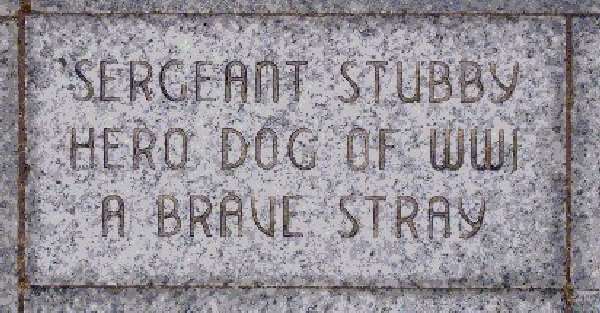 SERGEANT STUBBY
HERO DOG OF WWI
A BRAVE STRAY